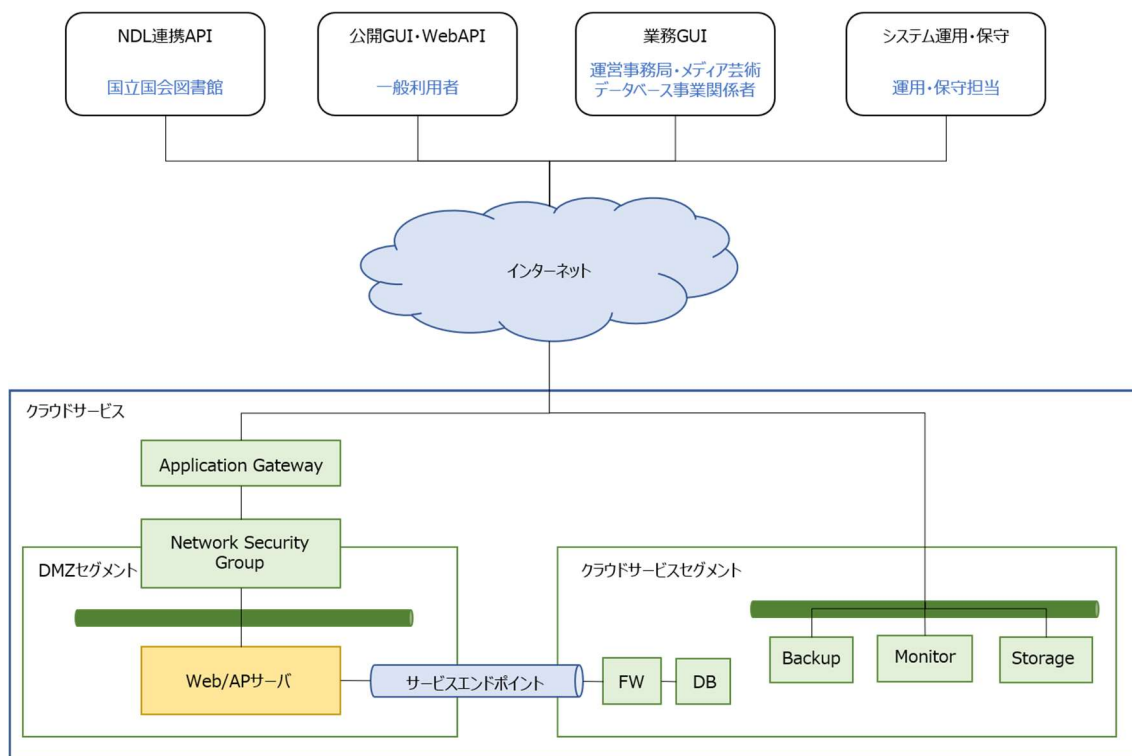 NDL連携API
国立国会図書館
公開GUI・WebAPI
一般利用者
業務GUI
運営事務局・メディア芸術
データベース事業関係者
システム運用・保守
運用・保守担当
インターネット
クラウドサービス
Application Gateway
Network Security
Group
DMZセグメント
クラウドサービスセグメント
Web/APサーバ
サービスエンドポイント
FW
DB
Backup
Monitor
Storage